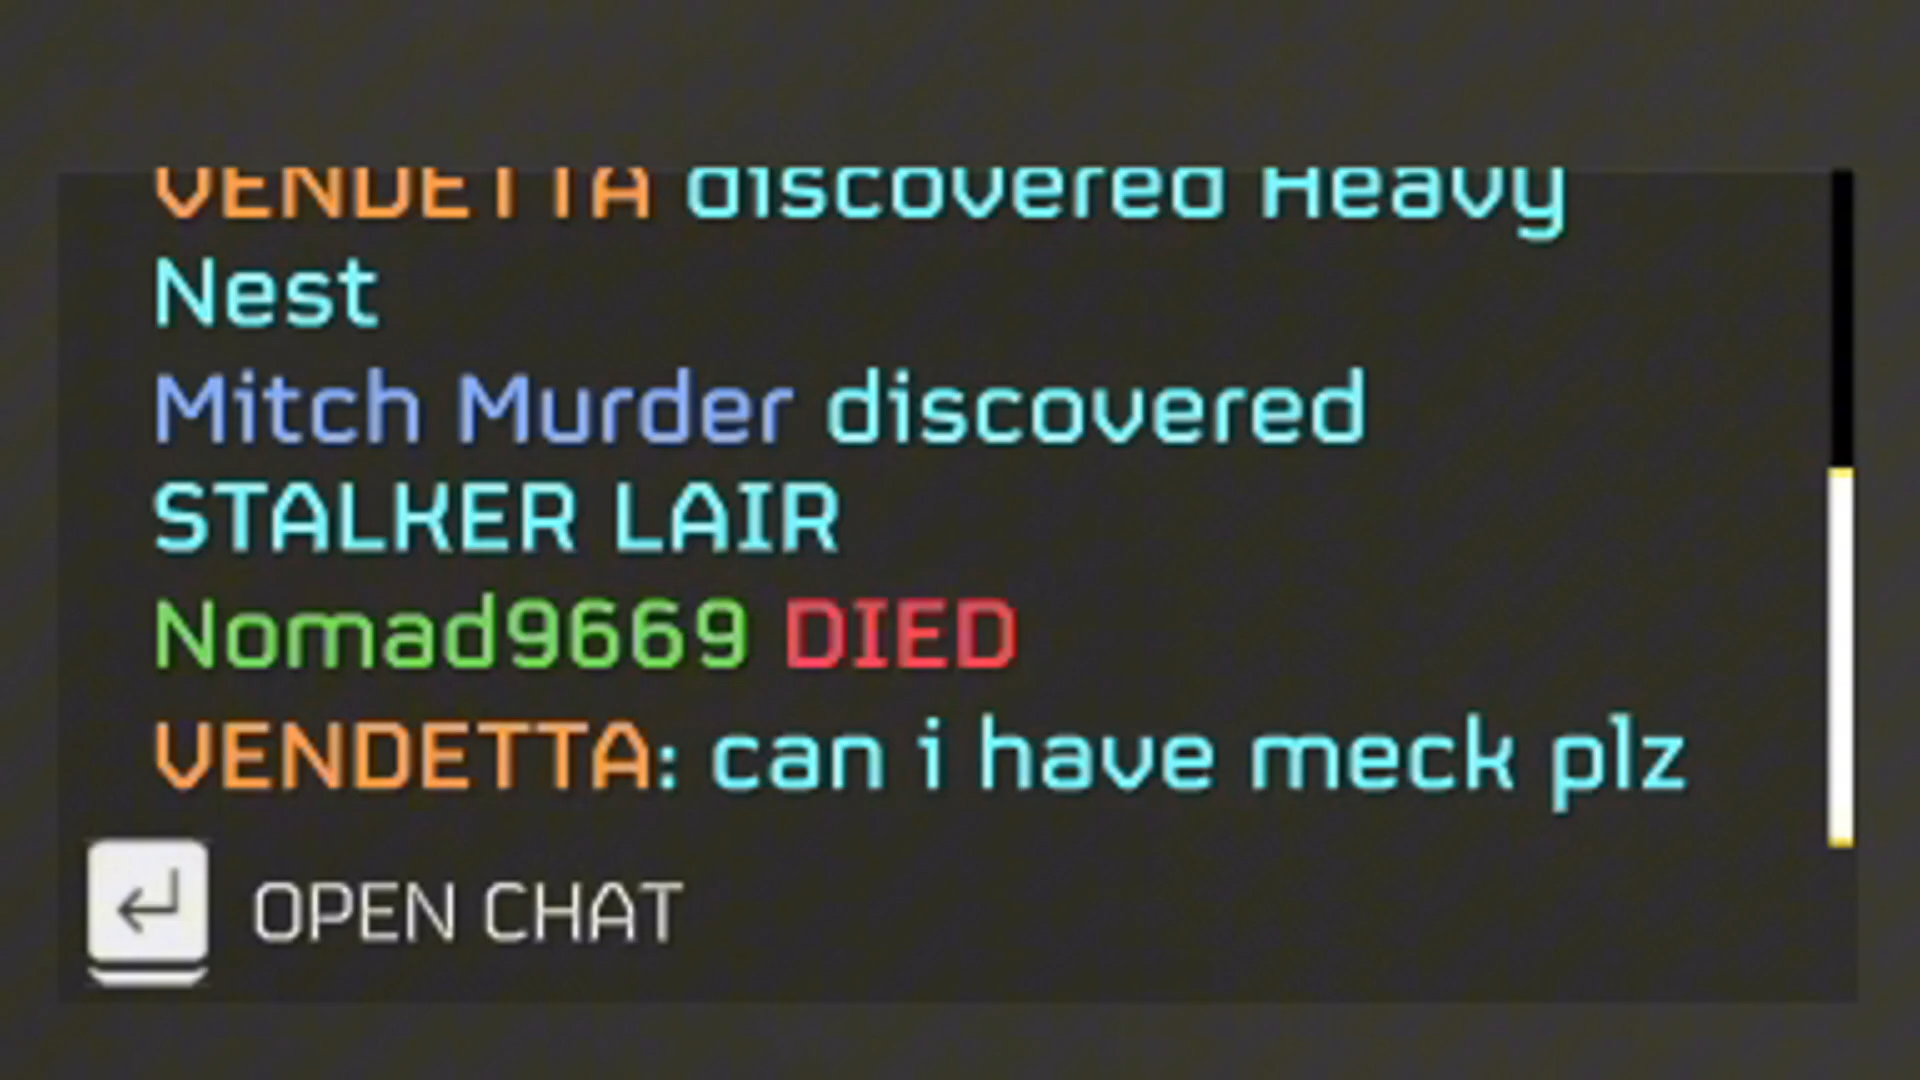 VENDETTA discovered Heavy
Nest
Mitch Murder discovered
STALKER LAIR
Nomad9669 DIED
VENDETTA: can i have meck plz
OPEN CHAT